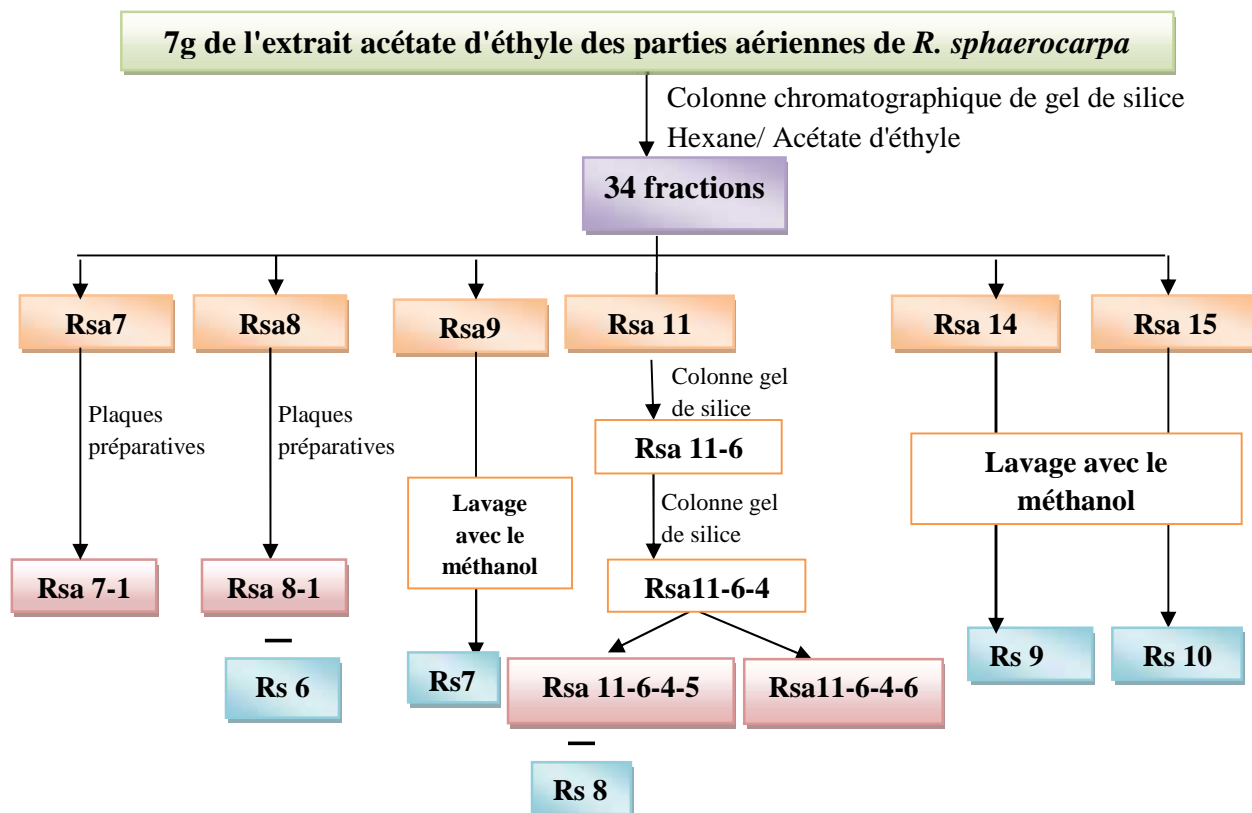 7g de l'extrait acétate d'éthyle des parties aériennes de R. sphaerocarpa
Colonne chromatographique de gel de silice
Hexane/ Acétate d'éthyle
34 fractions
Rsa7
Rsa8
Rsa9
Rsa 11
Rsa 14
Rsa 15
Plaques
préparatives
Plaques
préparatives
Colonne gel
de silice
Rsa 11-6
Lavage
avec le
méthanol
Colonne gel
de silice
Lavage avec le
méthanol
Rsa 7-1
Rsa 8-1
Rsa11-6-4
Rs 6
Rs7
Rsa 11-6-4-5
Rsa11-6-4-6
Rs 9
Rs 10
Rs 8